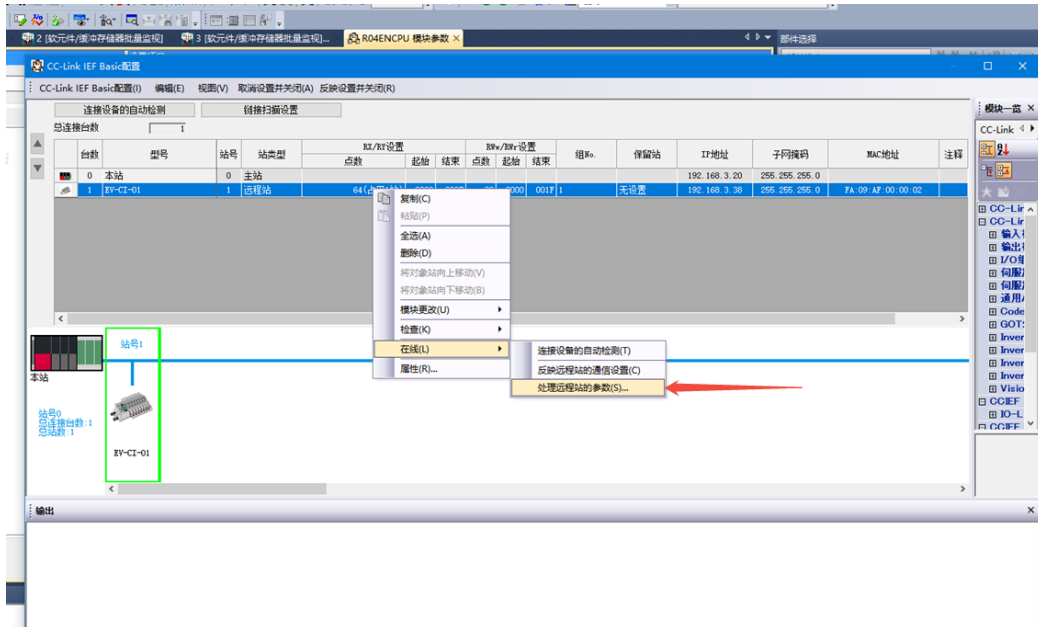 2 [软元件/缓冲存储器批量监视]
3 [软元件/缓冲存储器批量监视]...
R04ENCPU 模块参数
部件选择
CC-Link IEF Basic配置
CC-Link IEF Basic配置(I) 编辑(E) 视图(V) 取消设置并关闭(A) 反映设置并关闭(R)
连接设备的自动检测 链接扫描设置
总连接台数 1
台数 型号 站号 站类型 RX/RY设置 RWw/RWr设置 组No. 保留站 IP地址 子网掩码 MAC地址 注释
点数 起始 结束 点数 起始 结束
0 本站 0 主站 192.168.3.20 255.255.255.0
1 EV-CI-01 1 远程站 001F 1 无设置 192.168.3.38 255.255.255.0 FA:09:AF:00:00:02
复制(C)
粘贴(P)
全选(A)
删除(D)
将对象站向上移动(V)
将对象站向下移动(B)
模块更改(U)
检查(K)
在线(L)
属性(R)...
连接设备的自动检测(T)
反映远程站的通信设置(C)
处理远程站的参数(S)...
站号1
本站
站号0
总连接台数:1
总站数:1
EV-CI-01
输出
模块一览
CC-Link
CC-Lin
CC-Lin
输入
输出
I/O组
伺服
伺服
通用
Code
GOT
Inver
Inver
Inver
Inver
Visio
CCIEF
IO-L
CCIEF